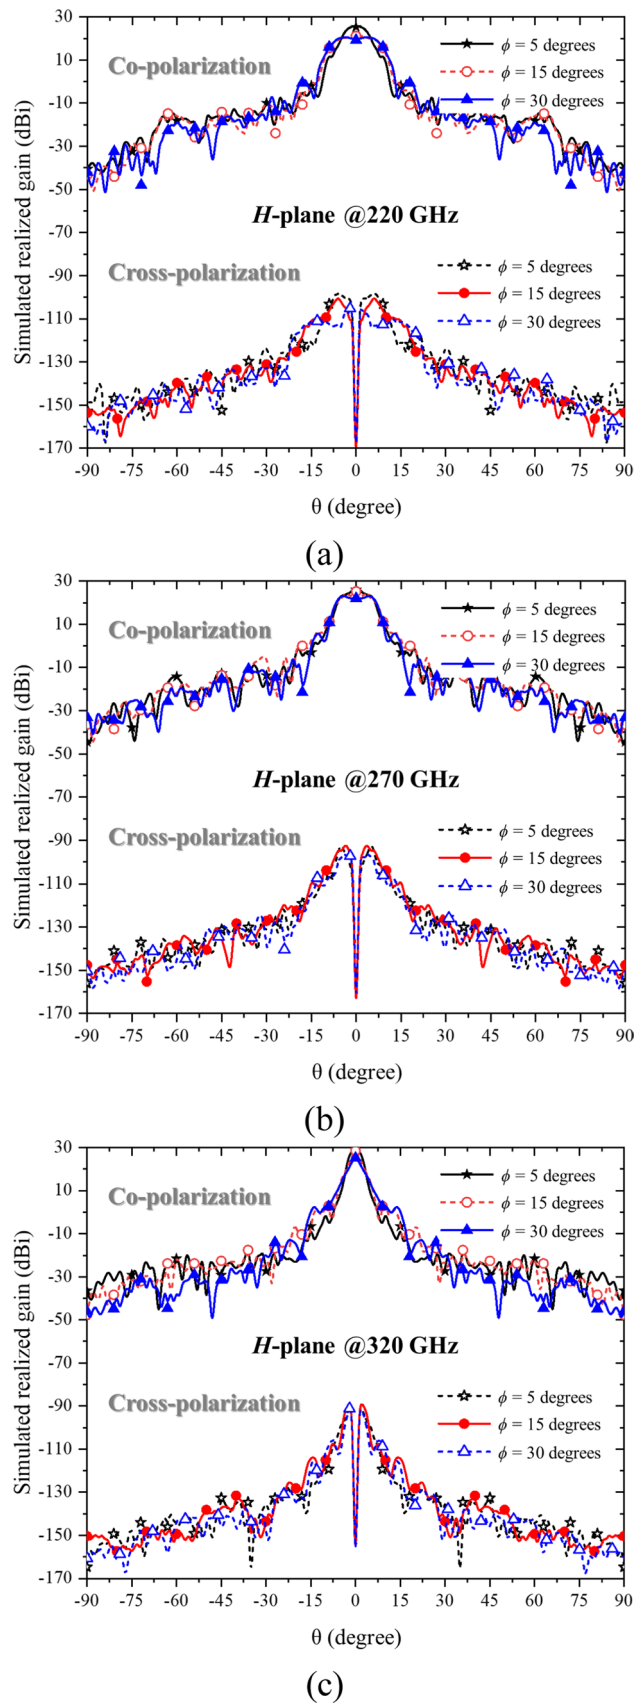 30
10
-10
-30
-50
-70
-90
-110
-130
-150
-170
Simulated realized gain (dBi)
Co-polarization
ϕ = 5 degrees
ϕ = 15 degrees
ϕ = 30 degrees
H-plane @220 GHz
Cross-polarization
ϕ = 5 degrees
ϕ = 15 degrees
ϕ = 30 degrees
-90 -75 -60 -45 -30 -15 0 15 30 45 60 75 90
θ (degree)
(a)
30
10
-10
-30
-50
-70
-90
-110
-130
-150
-170
Simulated realized gain (dBi)
Co-polarization
ϕ = 5 degrees
ϕ = 15 degrees
ϕ = 30 degrees
H-plane @270 GHz
Cross-polarization
ϕ = 5 degrees
ϕ = 15 degrees
ϕ = 30 degrees
-90 -75 -60 -45 -30 -15 0 15 30 45 60 75 90
θ (degree)
(b)
30
10
-10
-30
-50
-70
-90
-110
-130
-150
-170
Simulated realized gain (dBi)
Co-polarization
ϕ = 5 degrees
ϕ = 15 degrees
ϕ = 30 degrees
H-plane @320 GHz
Cross-polarization
ϕ = 5 degrees
ϕ = 15 degrees
ϕ = 30 degrees
-90 -75 -60 -45 -30 -15 0 15 30 45 60 75 90
θ (degree)
(c)